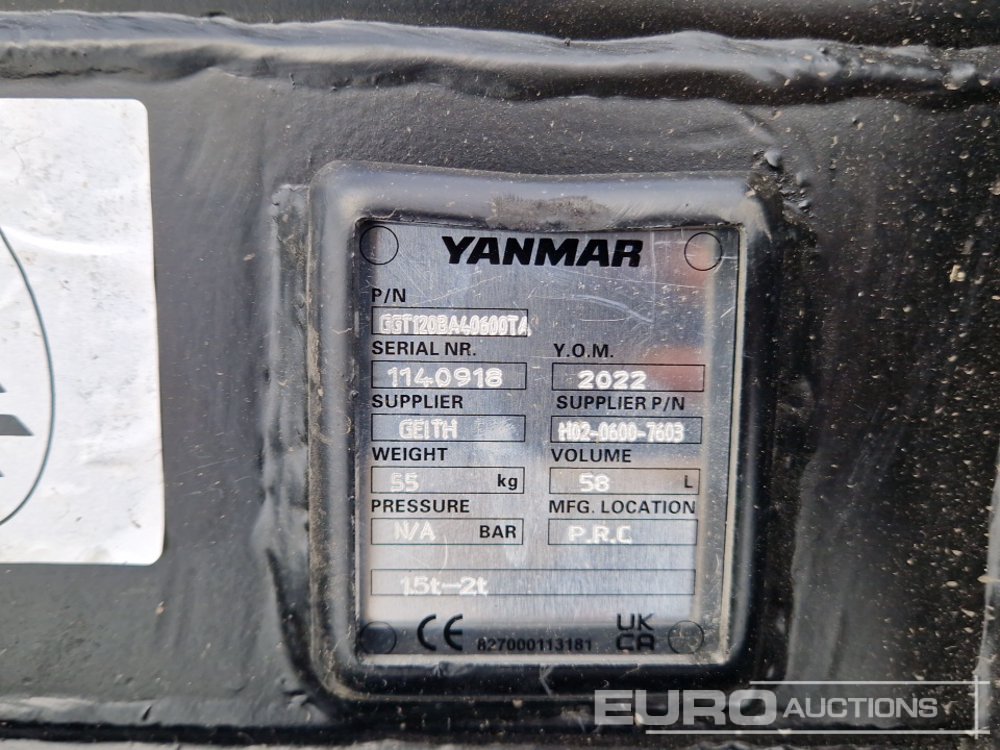 YANMAR
P/N
GGT120BA40600TA
SERIAL NR. Y.O.M.
1140918 2022
SUPPLIER SUPPLIER P/N
GEITH H02-0600-7603
WEIGHT VOLUME
55 kg 58 L
PRESSURE MFG. LOCATION
N/A BAR P.R.C
1.5t-2t
CE 827000113181 UK
CA
EURO AUCTIONS